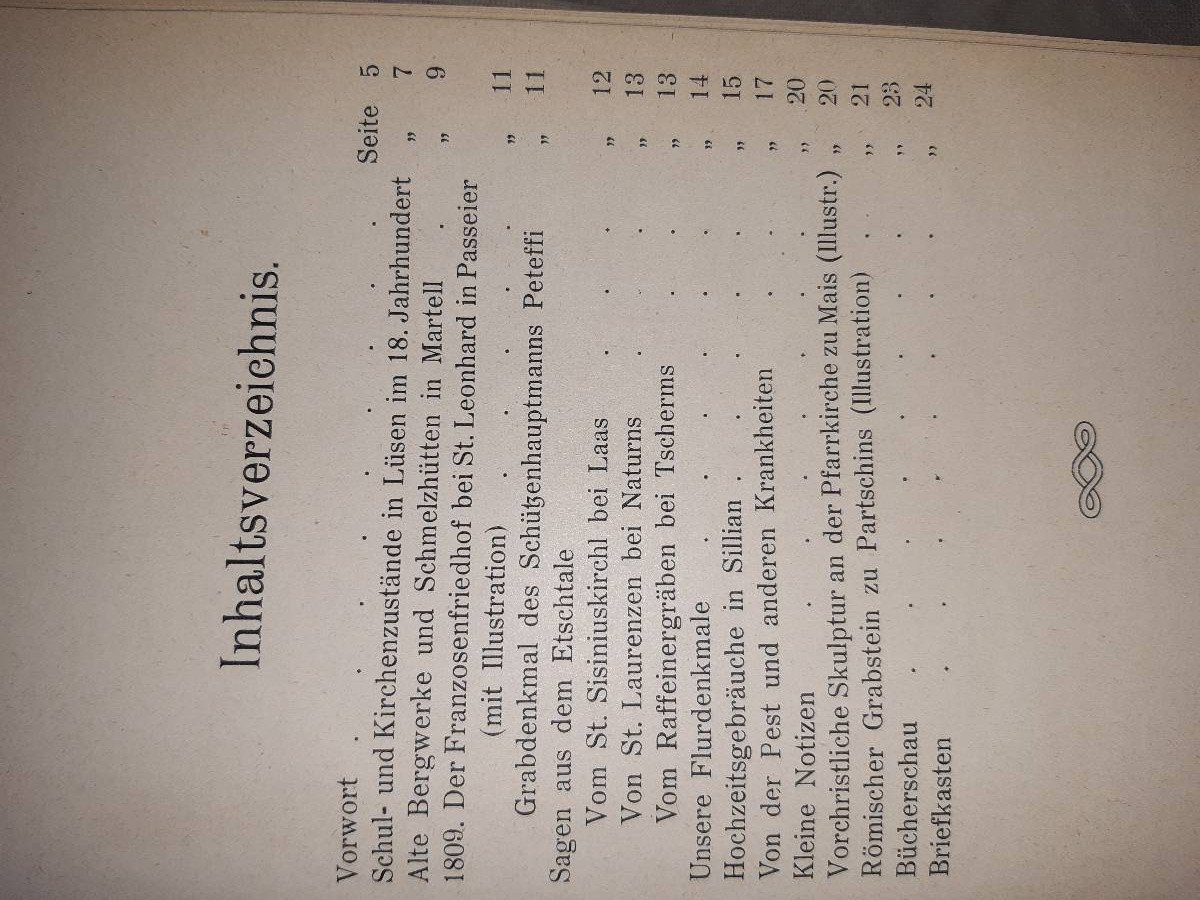 Inhaltsverzeichnis.
Vorwort . . . . . . . . . Seite 5
Schul- und Kirchenzustände in Lüsen im 18. Jahrhundert „ 7
Alte Bergwerke und Schmelzhütten in Martell . „ 9
1809. Der Franzosenfriedhof bei St. Leonhard in Passeier
(mit Illustration) . . . . . „ 11
Grabdenkmal des Schützenhauptmanns Peteffi „ 11
Sagen aus dem Etschtale
Vom St. Sisiniuskirchl bei Laas . . . „ 12
Von St. Laurenzen bei Naturns . . . „ 13
Vom Raffeinergräben bei Tscherms . . „ 13
Unsere Flurdenkmale . . . . . . „ 14
Hochzeitsgebräuche in Sillian . . . . . „ 15
Von der Pest und anderen Krankheiten . . „ 17
Kleine Notizen . . . . . . . „ 20
Vorchristliche Skulptur an der Pfarrkirche zu Mais (Illustr.) „ 20
Römischer Grabstein zu Partschins (Illustration) . „ 21
Bücherschau . . . . . . . . „ 23
Briefkasten . . . . . . . . „ 24